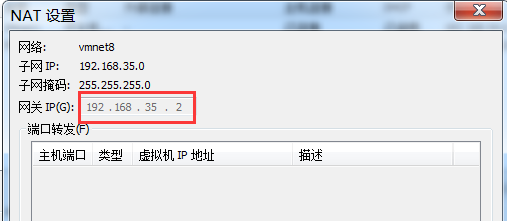 NAT 设置
网络: vmnet8
子网 IP: 192.168.35.0
子网掩码: 255.255.255.0
网关 IP(G): 192 . 168 . 35 . 2
端口转发(F)
主机端口 类型 虚拟机 IP 地址 描述